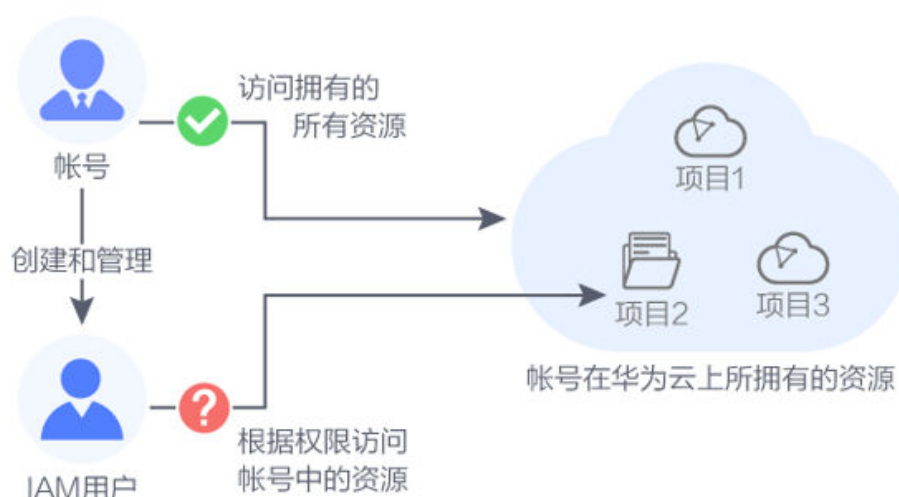 访问拥有的
所有资源
帐号
项目1
创建和管理
项目2
项目3
帐号在华为云上所拥有的资源
根据权限访问
帐号中的资源
IAM用户